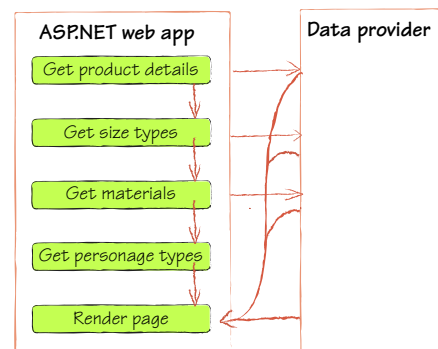 ASP.NET web app
Data provider
Get product details
Get size types
Get materials
Get personage types
Render page